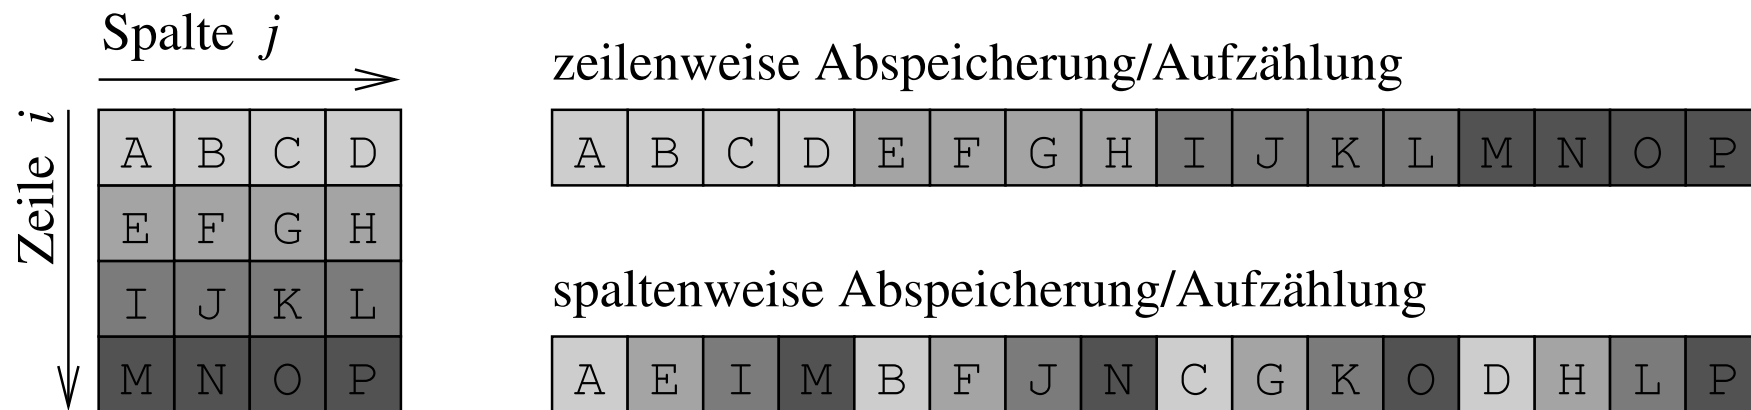 Spalte j
Zeile i
A B C D
E F G H
I J K L
M N O P
zeilenweise Abspeicherung/Aufzählung
A B C D E F G H I J K L M N O P
spaltenweise Abspeicherung/Aufzählung
A E I M B F J N C G K O D H L P